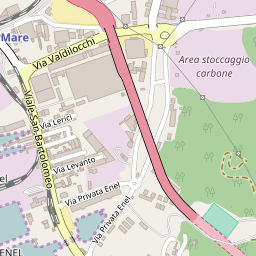 Mare
Via Valdilocchi
Area stoccaggio
carbone
Viale San Bartolomeo
Via Lerici
Via Levanto
Via Privata Enel
Via Privata Enel
ENEL